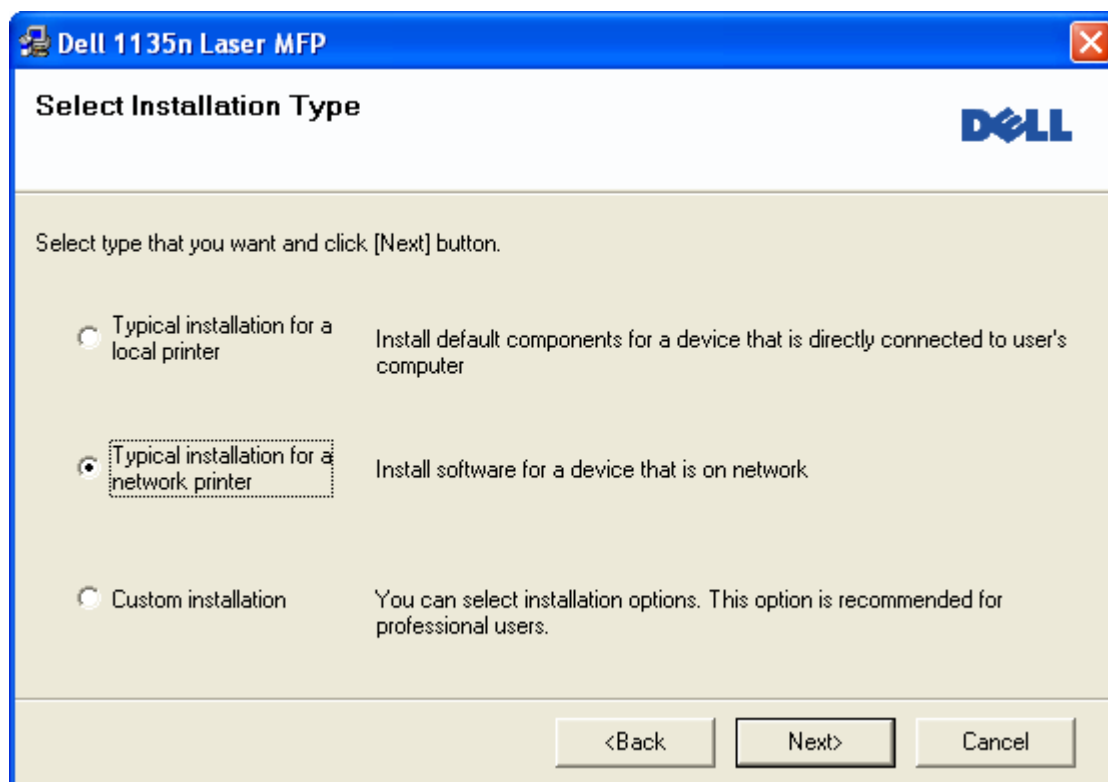 Dell 1135n Laser MFP
Select Installation Type
DELL
Select type that you want and click [Next] button.
Typical installation for a
local printer
Install default components for a device that is directly connected to user's
computer
Typical installation for a
network printer
Install software for a device that is on network
Custom installation
You can select installation options. This option is recommended for
professional users.
<Back
Next>
Cancel